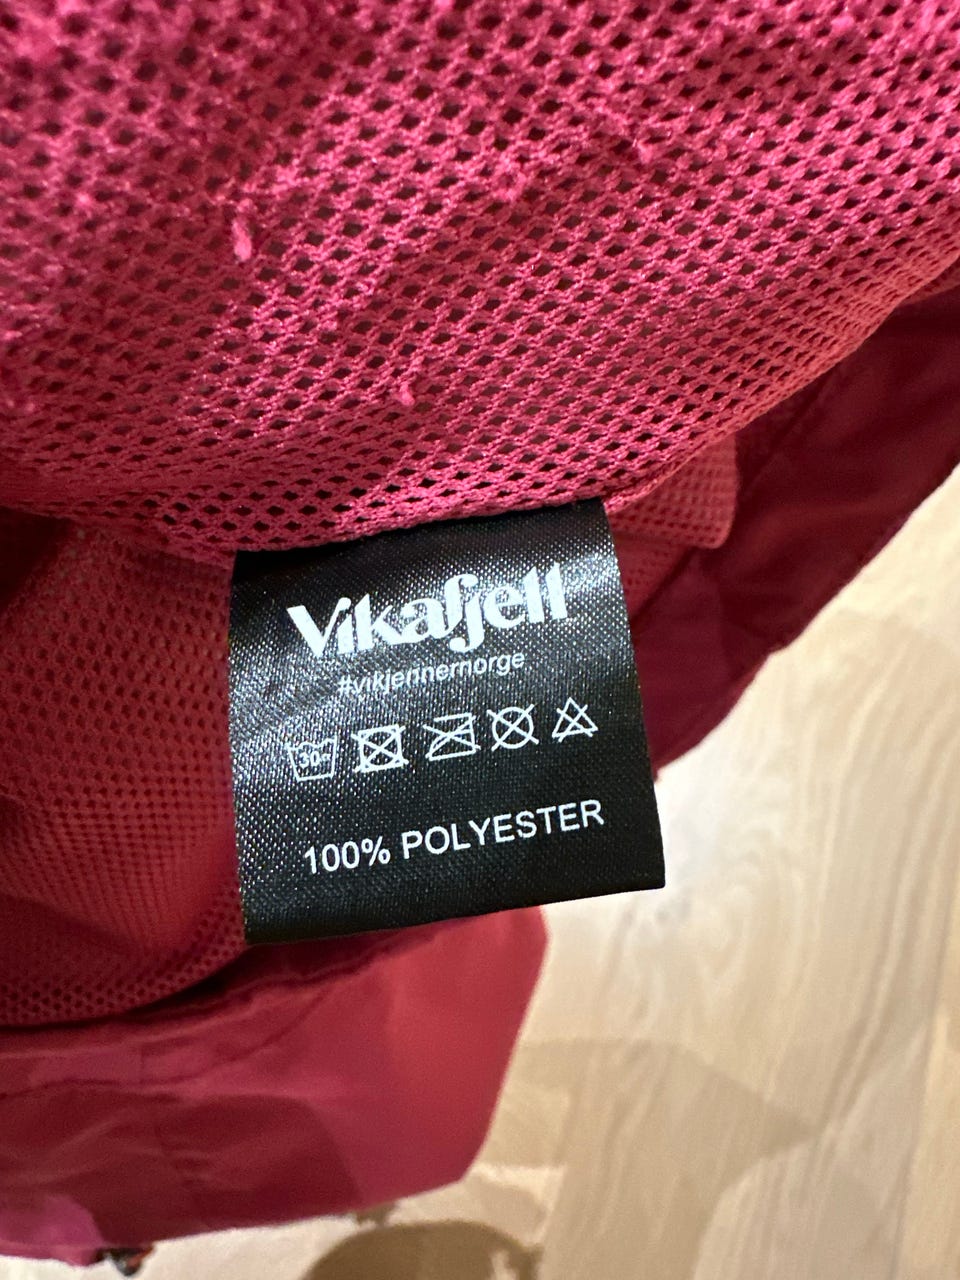 Vikafjell
#vikjennernorge
30°
100% POLYESTER